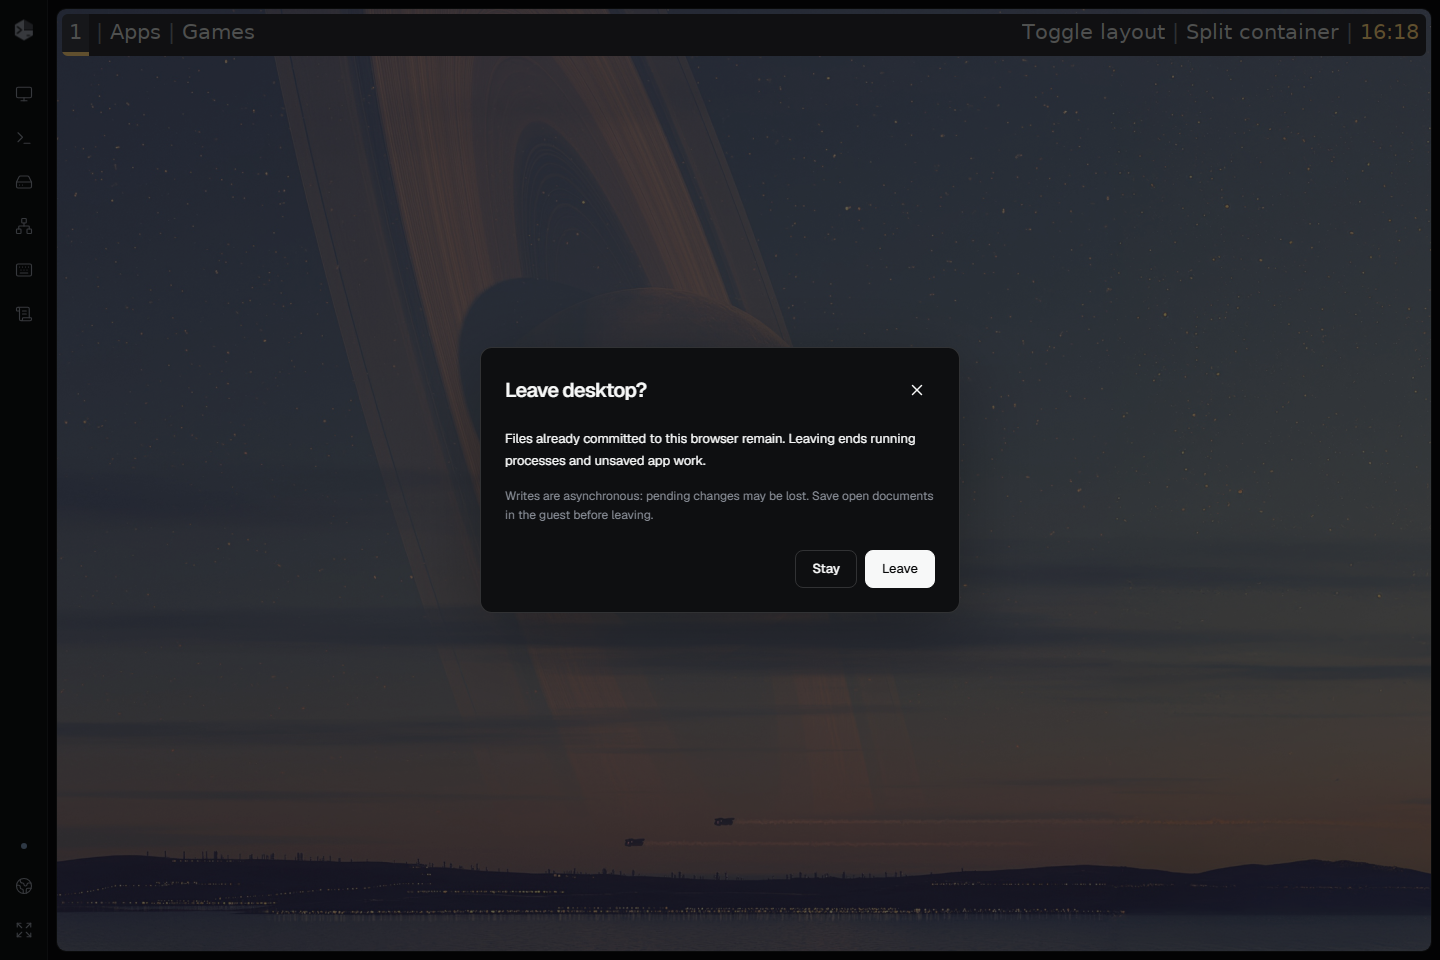 1 | Apps | Games
Toggle layout | Split container | 16:18
Leave desktop?
Files already committed to this browser remain. Leaving ends running
processes and unsaved app work.
Writes are asynchronous: pending changes may be lost. Save open documents
in the guest before leaving.
Stay
Leave